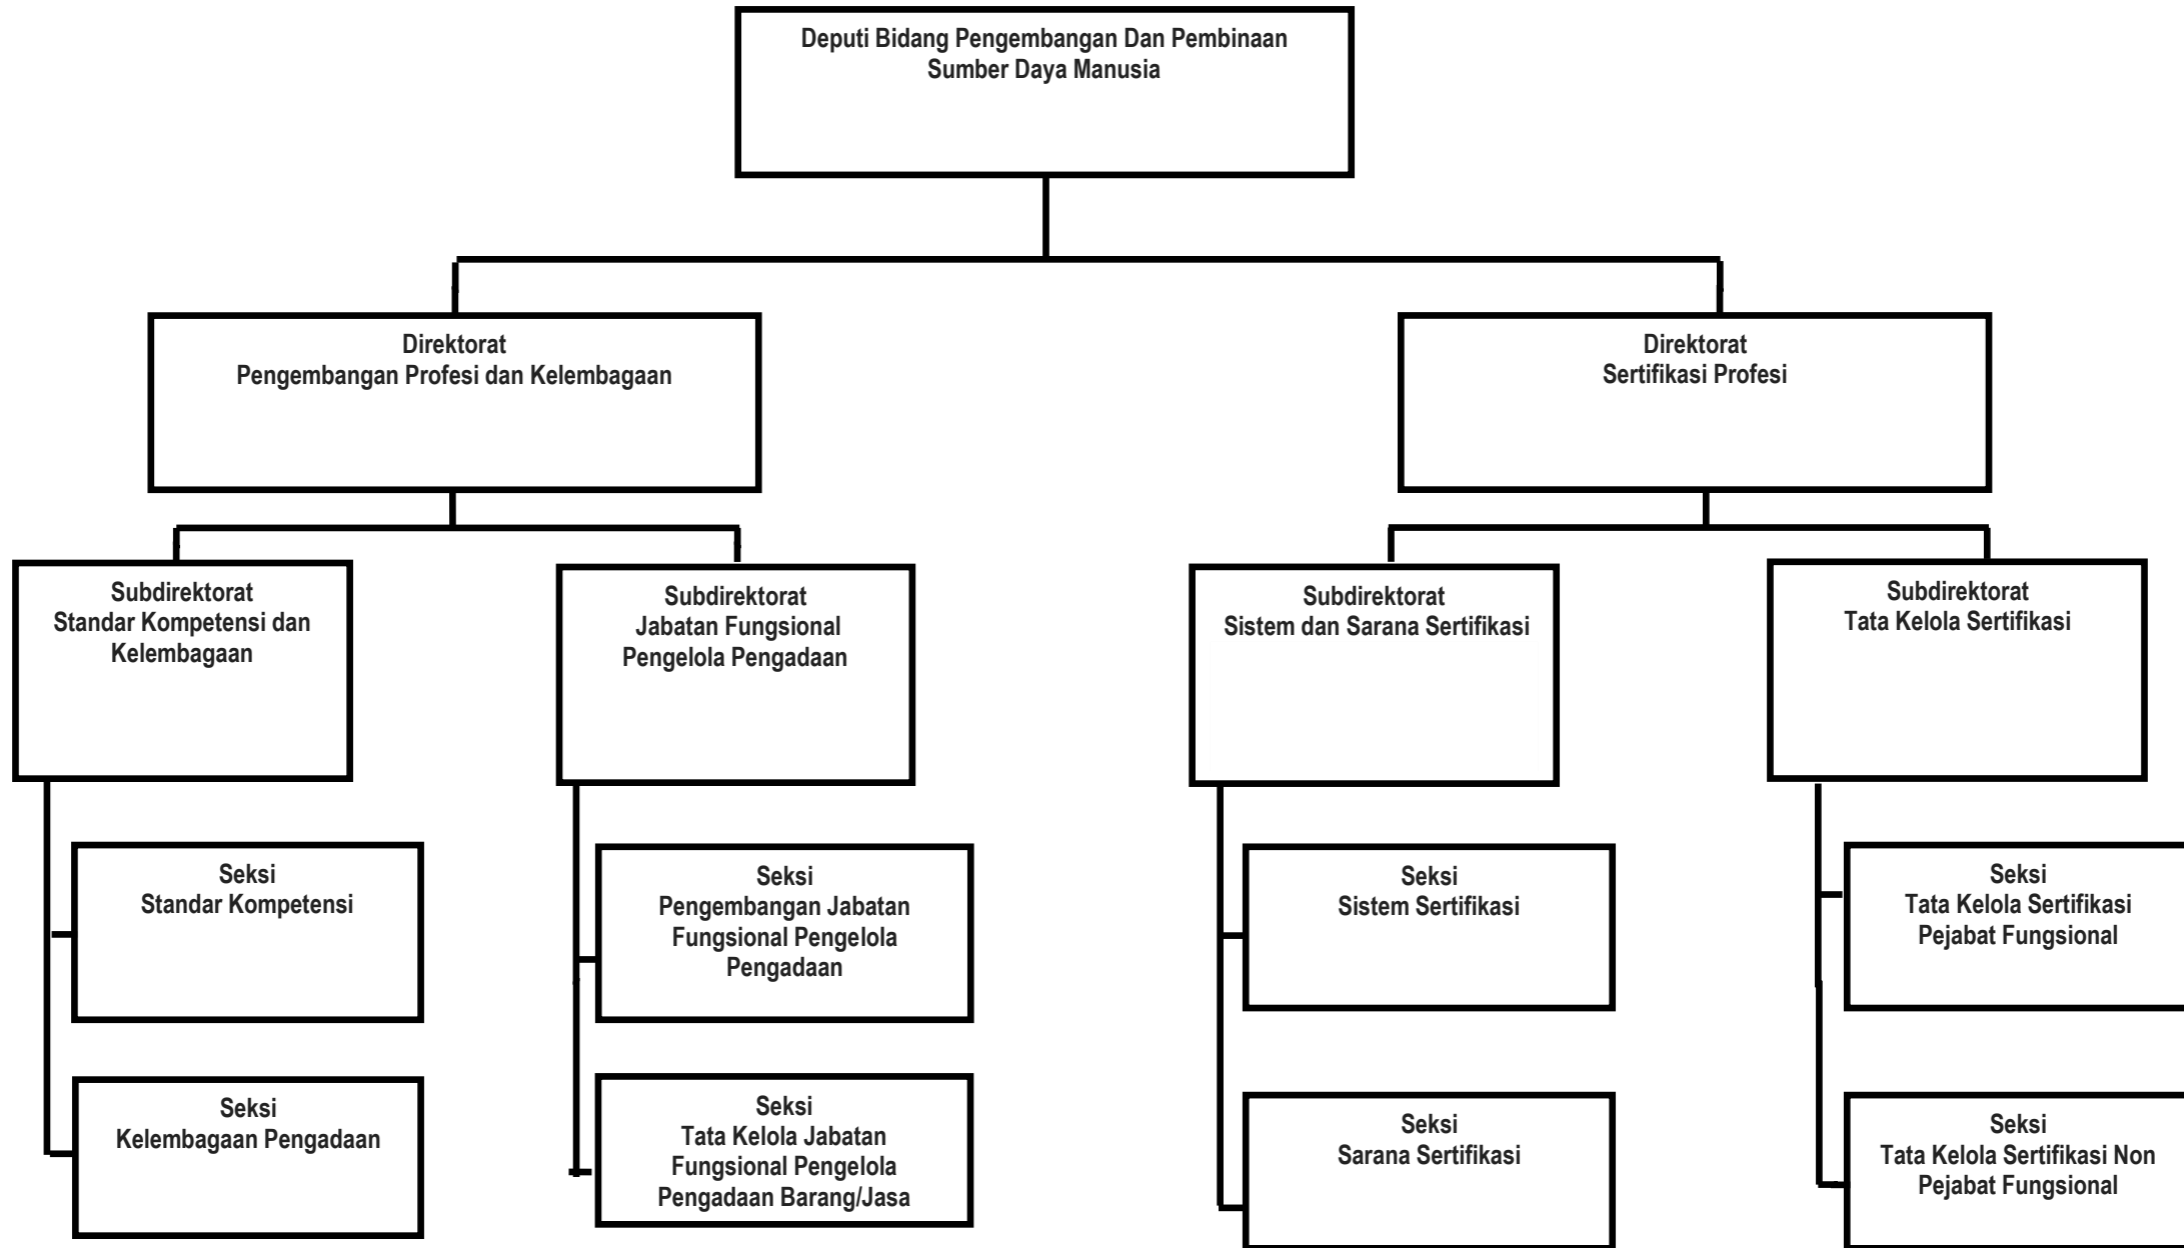 Deputi Bidang Pengembangan Dan Pembinaan
Sumber Daya Manusia
Direktorat
Pengembangan Profesi dan Kelembagaan
Direktorat
Sertifikasi Profesi
Subdirektorat
Standar Kompetensi dan
Kelembagaan
Subdirektorat
Jabatan Fungsional
Pengelola Pengadaan
Subdirektorat
Sistem dan Sarana Sertifikasi
Subdirektorat
Tata Kelola Sertifikasi
Seksi
Standar Kompetensi
Seksi
Pengembangan Jabatan
Fungsional Pengelola
Pengadaan
Seksi
Sistem Sertifikasi
Seksi
Tata Kelola Sertifikasi
Pejabat Fungsional
Seksi
Kelembagaan Pengadaan
Seksi
Tata Kelola Jabatan
Fungsional Pengelola
Pengadaan Barang/Jasa
Seksi
Sarana Sertifikasi
Seksi
Tata Kelola Sertifikasi Non
Pejabat Fungsional